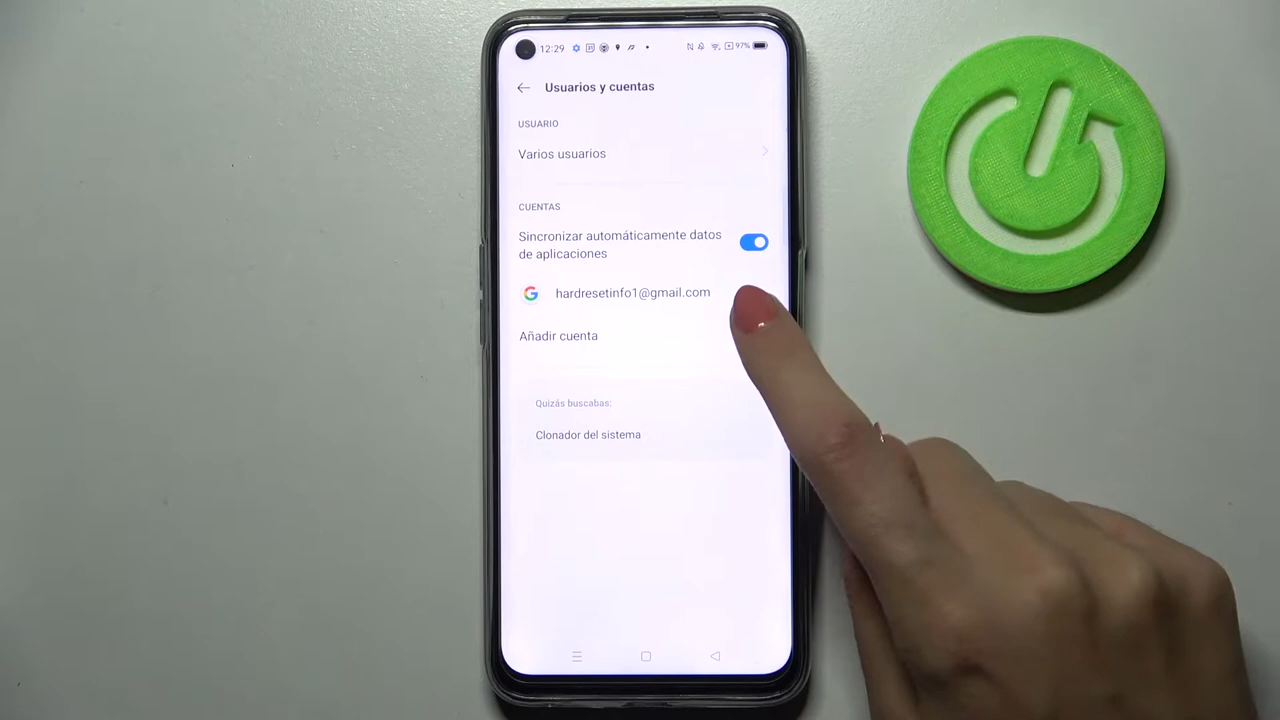 12:29
97%
Usuarios y cuentas
USUARIO
Varios usuarios
CUENTAS
Sincronizar automáticamente datos
de aplicaciones
hardresetinfo1@gmail.com
Añadir cuenta
Quizás buscabas:
Clonador del sistema